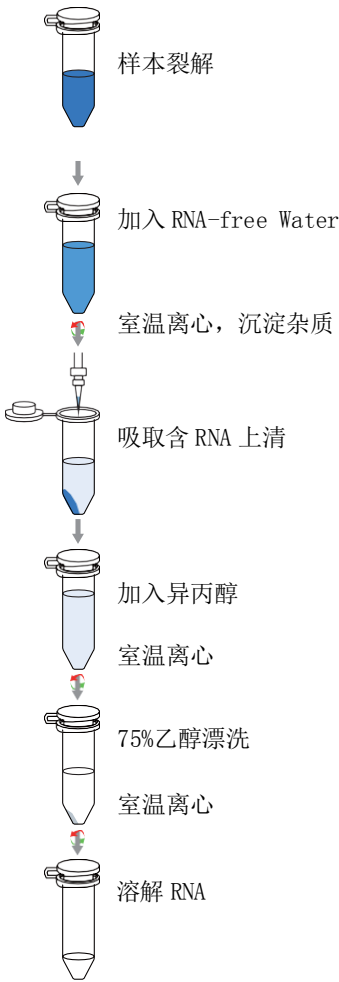 样本裂解
加入 RNA-free Water
室温离心，沉淀杂质
吸取含 RNA 上清
加入异丙醇
室温离心
75%乙醇漂洗
室温离心
溶解 RNA